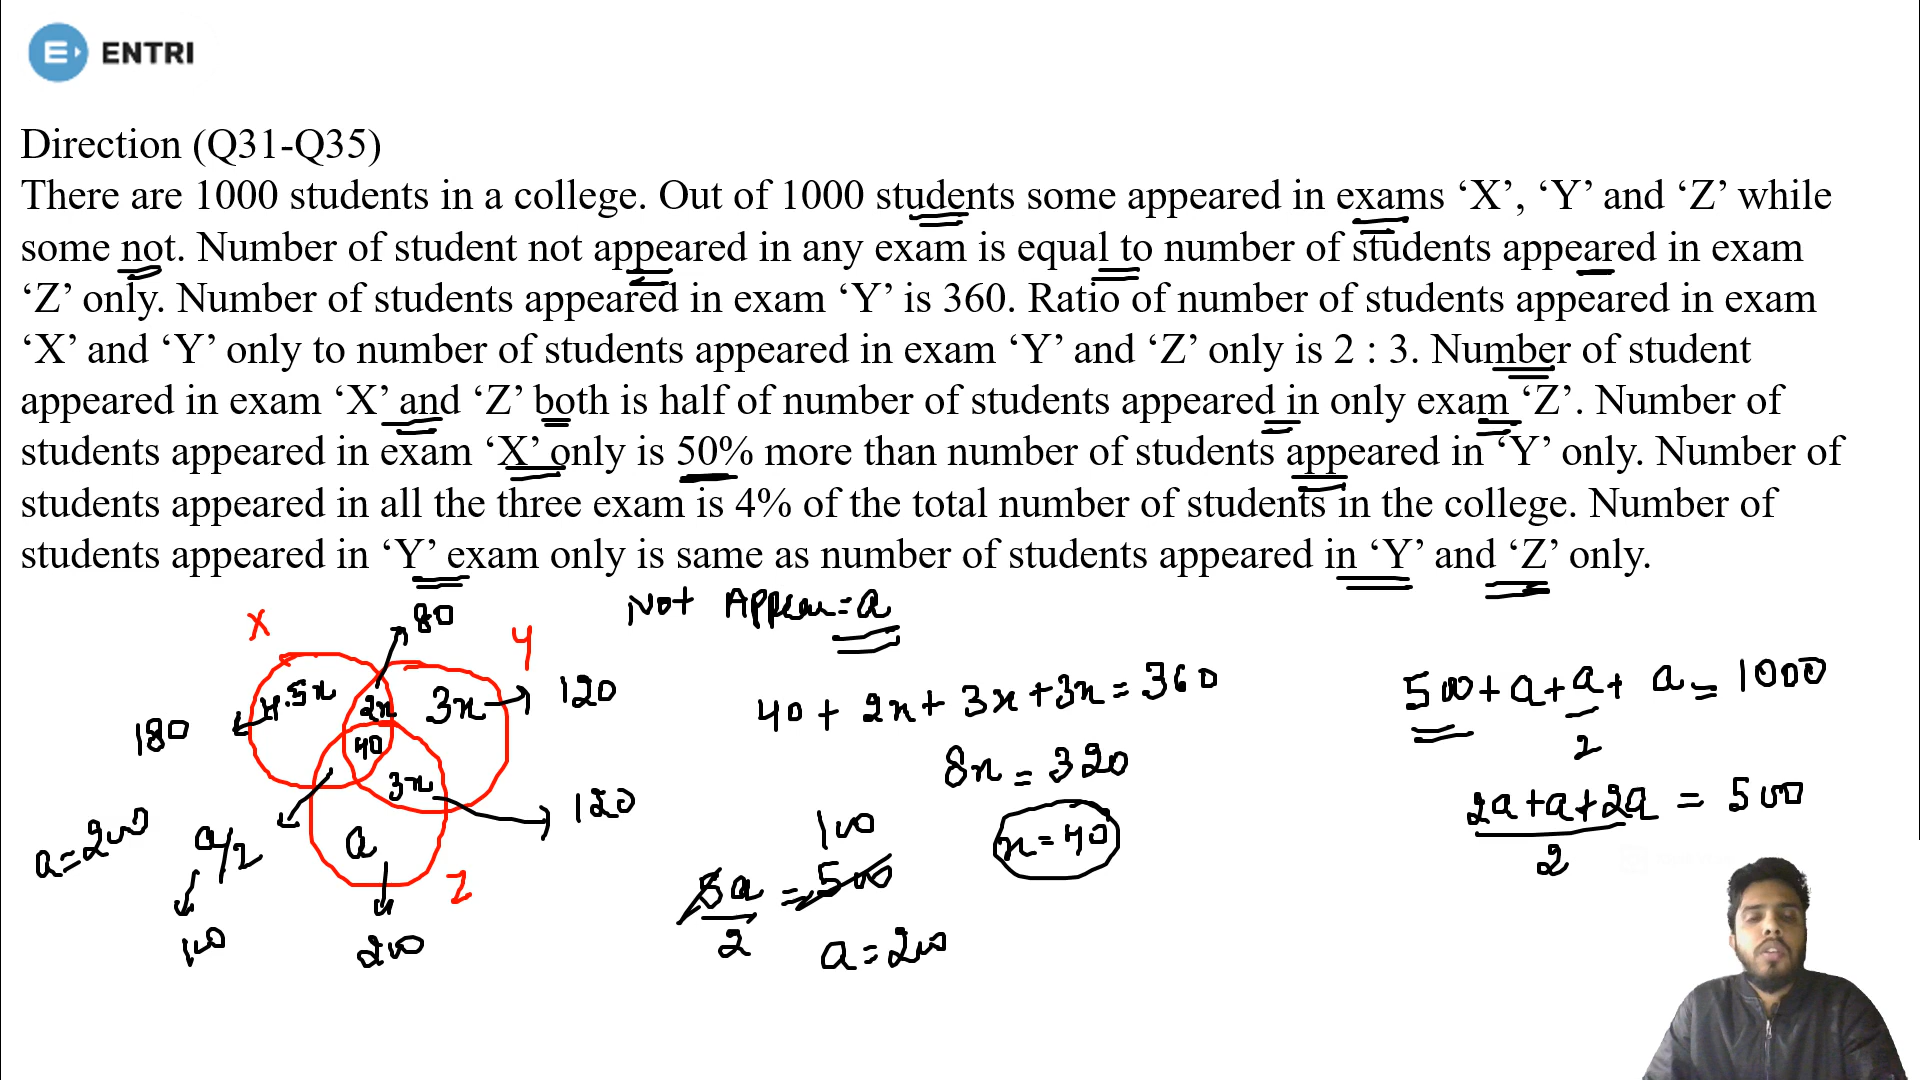 ENTRI
Direction (Q31-Q35)
There are 1000 students in a college. Out of 1000 students some appeared in exams ‘X’, ‘Y’ and ‘Z’ while
some not. Number of student not appeared in any exam is equal to number of students appeared in exam
‘Z’ only. Number of students appeared in exam ‘Y’ is 360. Ratio of number of students appeared in exam
‘X’ and ‘Y’ only to number of students appeared in exam ‘Y’ and ‘Z’ only is 2 : 3. Number of student
appeared in exam ‘X’ and ‘Z’ both is half of number of students appeared in only exam ‘Z’. Number of
students appeared in exam ‘X’ only is 50% more than number of students appeared in ‘Y’ only. Number of
students appeared in all the three exam is 4% of the total number of students in the college. Number of
students appeared in ‘Y’ exam only is same as number of students appeared in ‘Y’ and ‘Z’ only.
Not Appear = a
80
X
Y
4.5x
2x
3x
120
180
40
3x
120
a=200
a/2
a
Z
100
200
40 + 2x + 3x + 3x = 360
8x = 320
x = 40
100
5a/2 = 500
a = 200
500 + a + a/2 + a = 1000
2a + a + 2a / 2 = 500